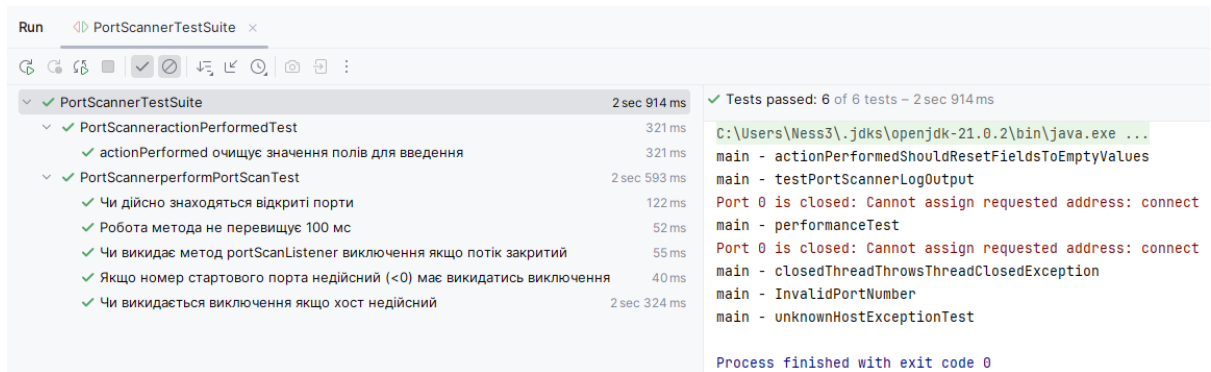 Run PortScannerTestSuite ×
PortScannerTestSuite 2 sec 914 ms
PortScanneractionPerformedTest 321 ms
actionPerformed очищує значення полів для введення 321 ms
PortScannerperformPortScanTest 2 sec 593 ms
Чи дійсно знаходяться відкриті порти 122 ms
Робота метода не перевищує 100 мс 52 ms
Чи викидає метод portScanListener виключення якщо потік закритий 55 ms
Якщо номер стартового порта недійсний (<0) має викидатись виключення 40 ms
Чи викидається виключення якщо хост недійсний 2 sec 324 ms
Tests passed: 6 of 6 tests – 2 sec 914 ms
C:\Users\Ness3\.jdks\openjdk-21.0.2\bin\java.exe ...
main - actionPerformedShouldResetFieldsToEmptyValues
main - testPortScannerLogOutput
Port 0 is closed: Cannot assign requested address: connect
main - performanceTest
Port 0 is closed: Cannot assign requested address: connect
main - closedThreadThrowsThreadClosedException
main - InvalidPortNumber
main - unknownHostExceptionTest
Process finished with exit code 0